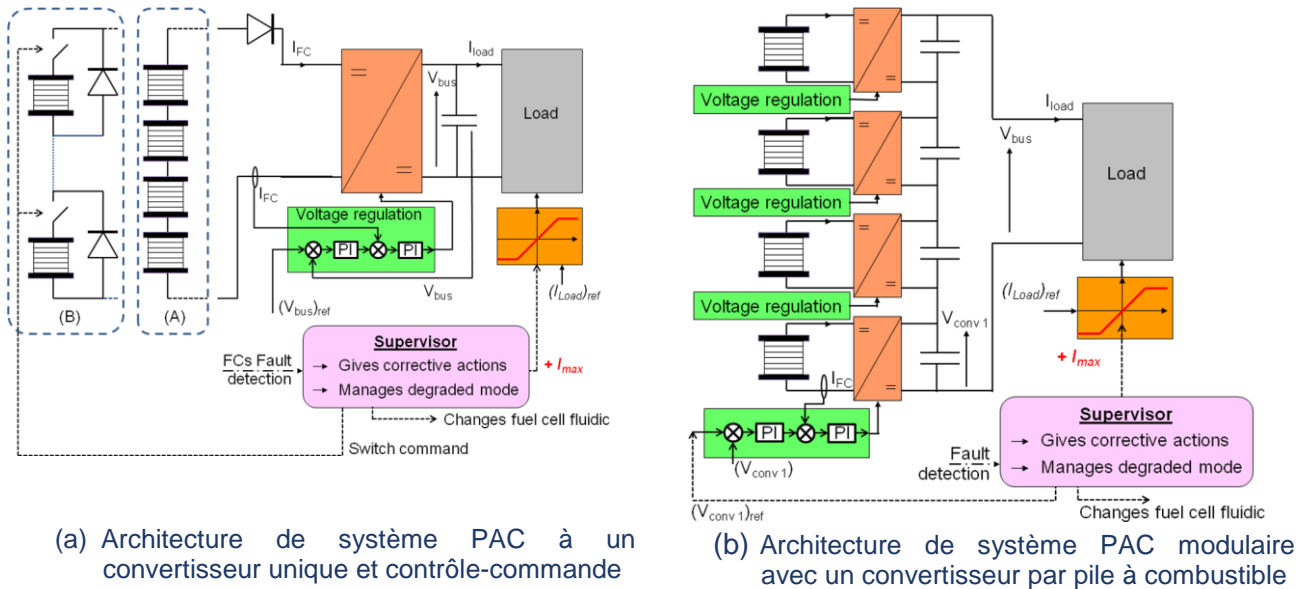 I_FC
I_load
V_bus
=
=
Load
I_FC
Voltage regulation
PI
PI
V_bus
(V_bus)ref
(I_Load)ref
(B)
(A)
FCs Fault
detection
Supervisor
Gives corrective actions
Manages degraded mode
+ I_max
Changes fuel cell fluidic
Switch command
(a) Architecture de système PAC à un
convertisseur unique et contrôle-commande
=
=
Voltage regulation
=
=
Voltage regulation
=
=
Voltage regulation
=
=
I_load
V_bus
Load
V_conv 1
I_FC
PI
PI
(V_conv 1)
(V_conv 1)ref
(I_Load)ref
+ I_max
Fault
detection
Supervisor
Gives corrective actions
Manages degraded mode
Changes fuel cell fluidic
(b) Architecture de système PAC modulaire
avec un convertisseur par pile à combustible